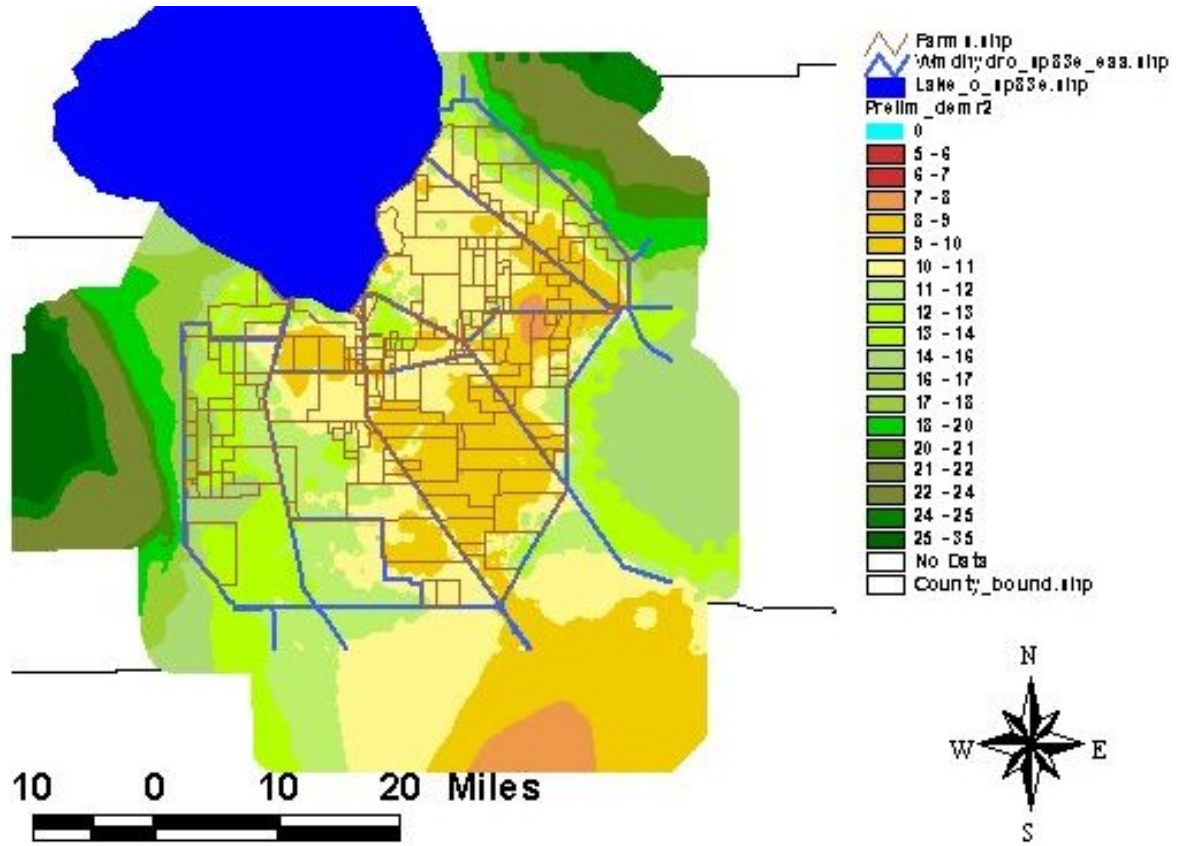 Farms.shp
Wmdhydro_sp83e_eaa.shp
Lake_o_sp83e.shp
Prelim_demr2
0
5 - 6
6 - 7
7 - 8
8 - 9
9 - 10
10 - 11
11 - 12
12 - 13
13 - 14
14 - 16
16 - 17
17 - 18
18 - 20
20 - 21
21 - 22
22 - 24
24 - 25
25 - 35
No Data
County_bound.shp
N
W E
S
10 0 10 20 Miles